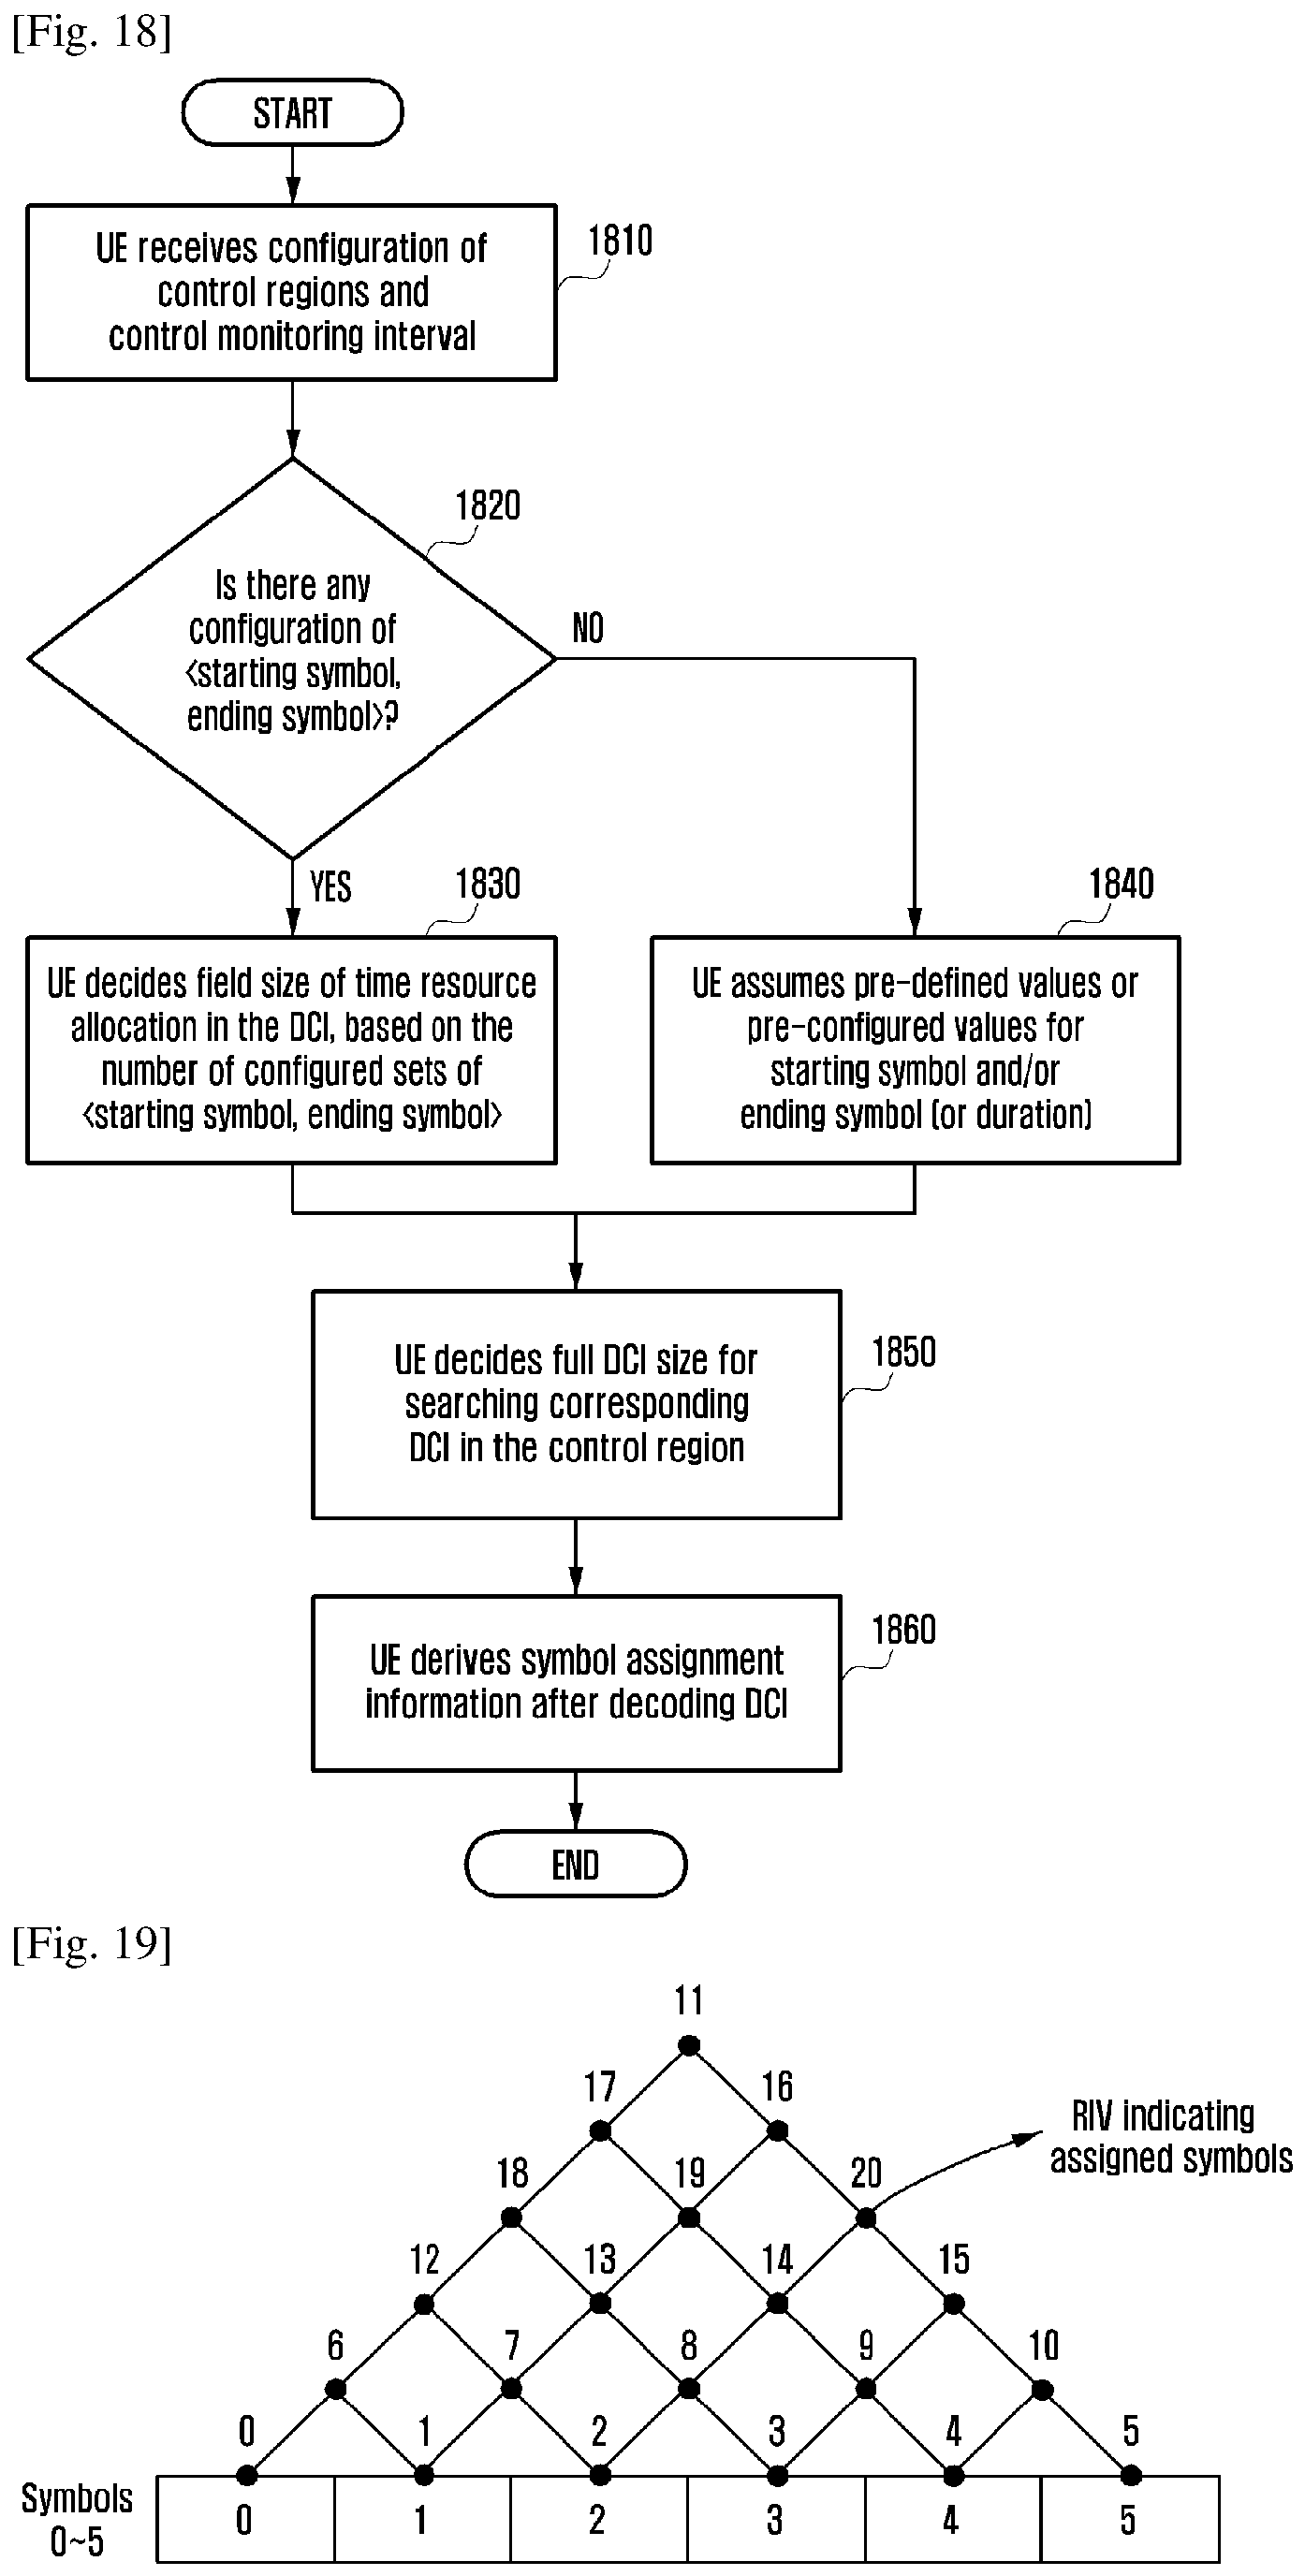 [Fig. 18]
START
UE receives configuration of
control regions and
control monitoring interval
1810
1820
Is there any
configuration of
<starting symbol,
ending symbol>?
NO
YES
1830
UE decides field size of time resource
allocation in the DCI, based on the
number of configured sets of
<starting symbol, ending symbol>
1840
UE assumes pre-defined values or
pre-configured values for
starting symbol and/or
ending symbol (or duration)
UE decides full DCI size for
searching corresponding
DCI in the control region
1850
UE derives symbol assignment
information after decoding DCI
1860
END
[Fig. 19]
11
17 16
RIV indicating
assigned symbols
18 19 20
12 13 14 15
6 7 8 9 10
0 1 2 3 4 5
Symbols
0~5
0 1 2 3 4 5